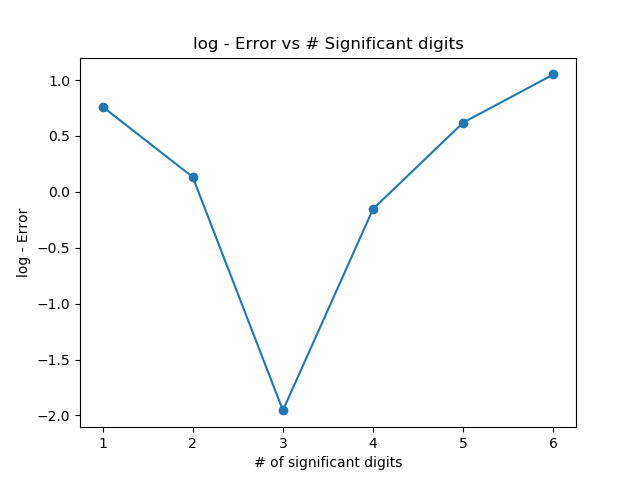 log - Error vs # Significant digits
1.0
0.5
0.0
−0.5
−1.0
−1.5
−2.0
log - Error
1 2 3 4 5 6
# of significant digits